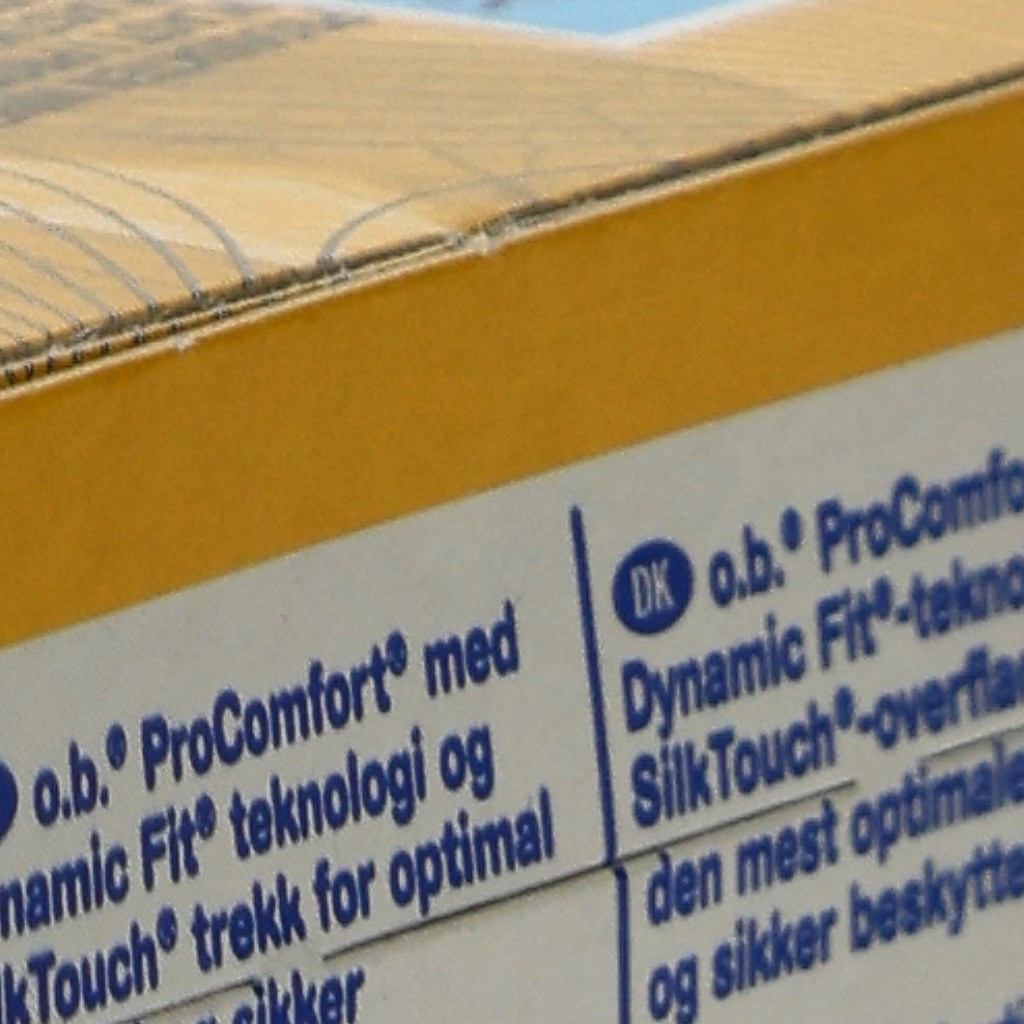 o.b.® ProComfort® med
namic Fit® teknologi og
lkTouch® trekk for optimal
sikker
DK o.b.® ProComfo
Dynamic Fit®-tekno
SilkTouch®-overfla
den mest optimale
og sikker beskytte